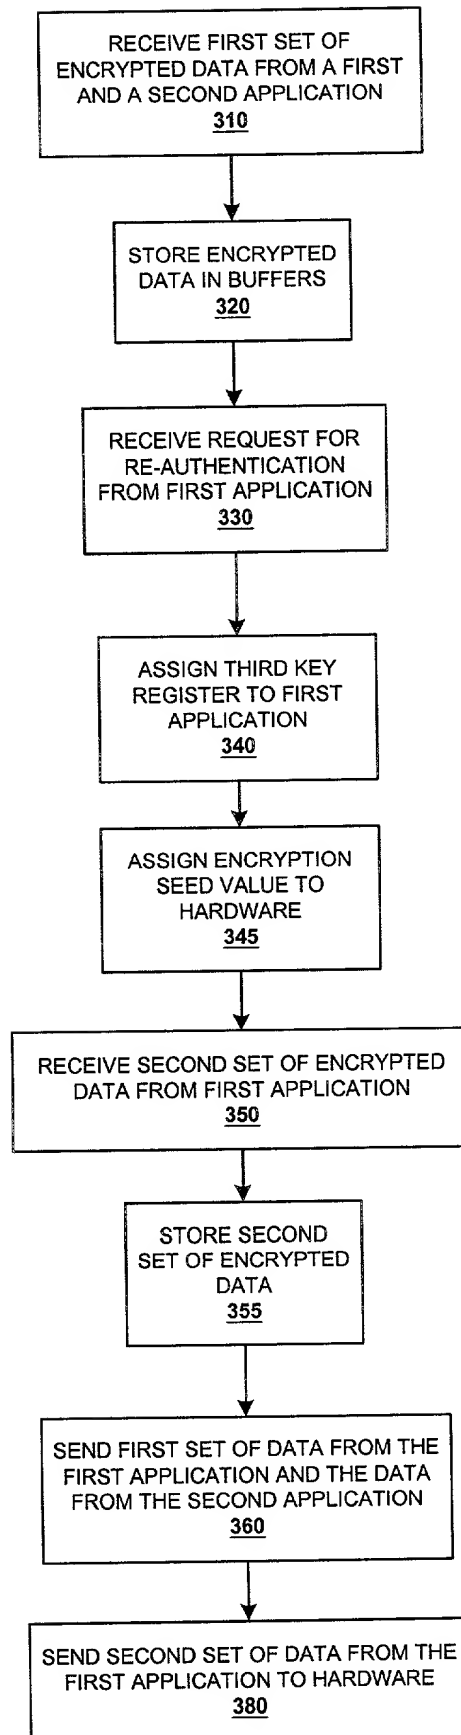 RECEIVE FIRST SET OF
ENCRYPTED DATA FROM A FIRST
AND A SECOND APPLICATION
310
STORE ENCRYPTED
DATA IN BUFFERS
320
RECEIVE REQUEST FOR
RE-AUTHENTICATION
FROM FIRST APPLICATION
330
ASSIGN THIRD KEY
REGISTER TO FIRST
APPLICATION
340
ASSIGN ENCRYPTION
SEED VALUE TO
HARDWARE
345
RECEIVE SECOND SET OF ENCRYPTED
DATA FROM FIRST APPLICATION
350
STORE SECOND
SET OF ENCRYPTED
DATA
355
SEND FIRST SET OF DATA FROM THE
FIRST APPLICATION AND THE DATA
FROM THE SECOND APPLICATION
360
SEND SECOND SET OF DATA FROM THE
FIRST APPLICATION TO HARDWARE
380